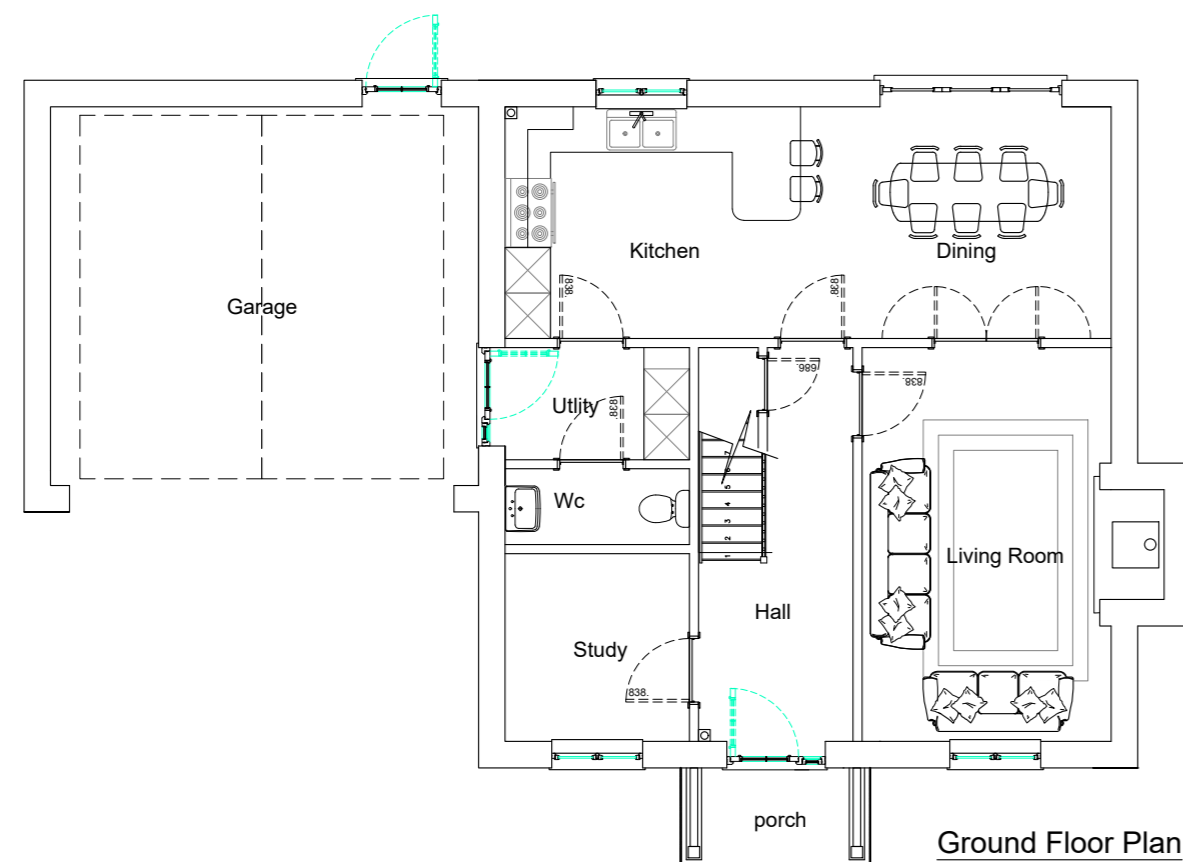 Kitchen
Dining
Garage
838.
838.
686.
838.
Utlity
838.
Wc
7
6
5
4
3
2
1
Living Room
Hall
Study
838.
porch
Ground Floor Plan